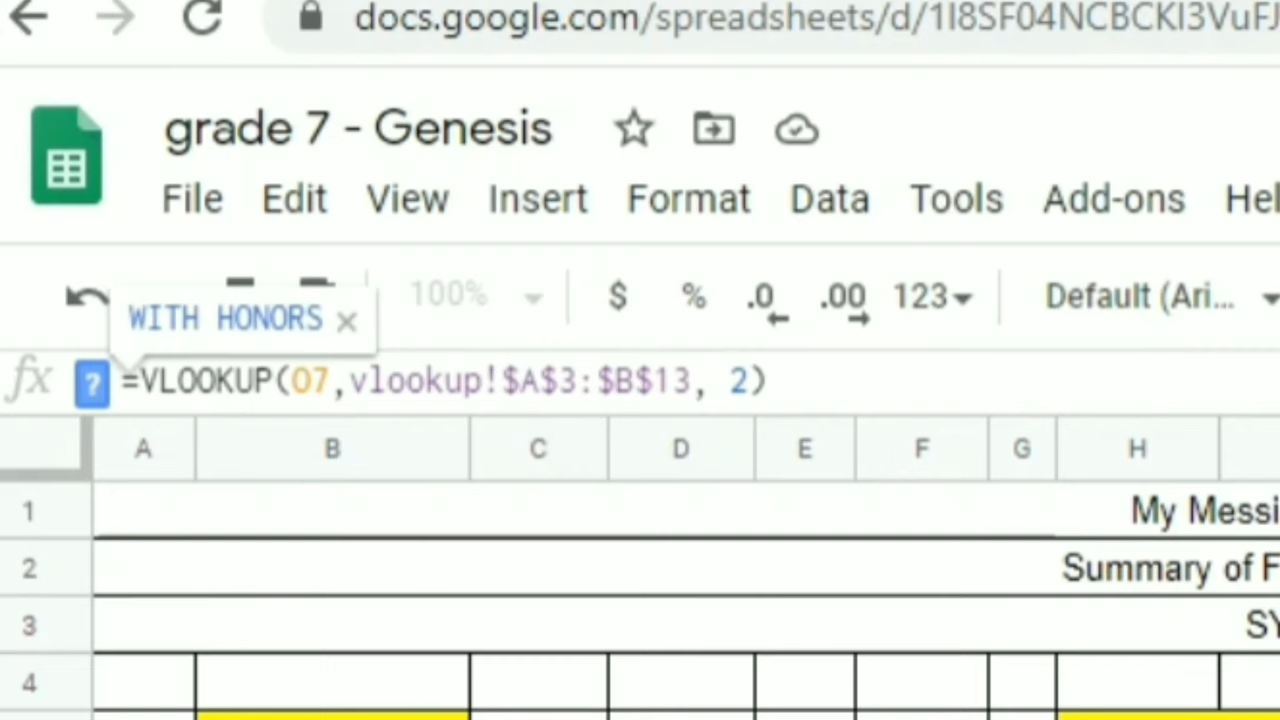 docs.google.com/spreadsheets/d/1I8SF04NCBCKI3VuFJ
grade 7 - Genesis
File Edit View Insert Format Data Tools Add-ons Hel
100% $ % .0 .00 123 Default (Ari...
WITH HONORS ×
fx ? =VLOOKUP(O7,vlookup!$A$3:$B$13, 2)
A B C D E F G H
1 My Messi
2 Summary of F
3 SY
4